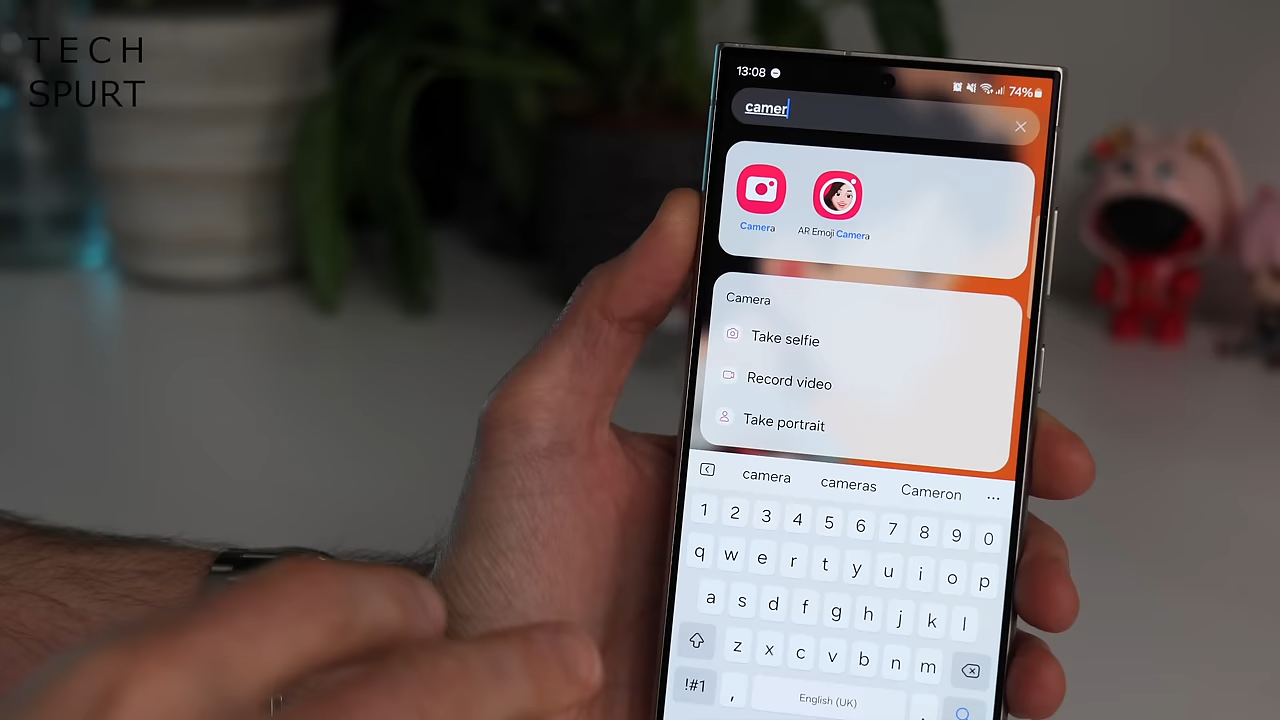 TECH
SPURT
13:08
74%
camer
Camera
AR Emoji Camera
Camera
Take selfie
Record video
Take portrait
camera cameras Cameron ...
1 2 3 4 5 6 7 8 9 0
q w e r t y u i o p
a s d f g h j k l
z x c v b n m
!#1 , English (UK) .